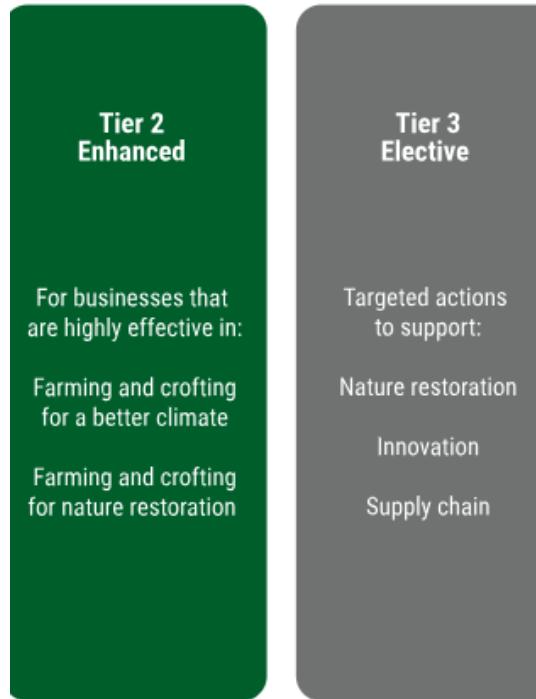 Tier 2
Enhanced
For businesses that
are highly effective in:
Farming and crofting
for a better climate
Farming and crofting
for nature restoration
Tier 3
Elective
Targeted actions
to support:
Nature restoration
Innovation
Supply chain